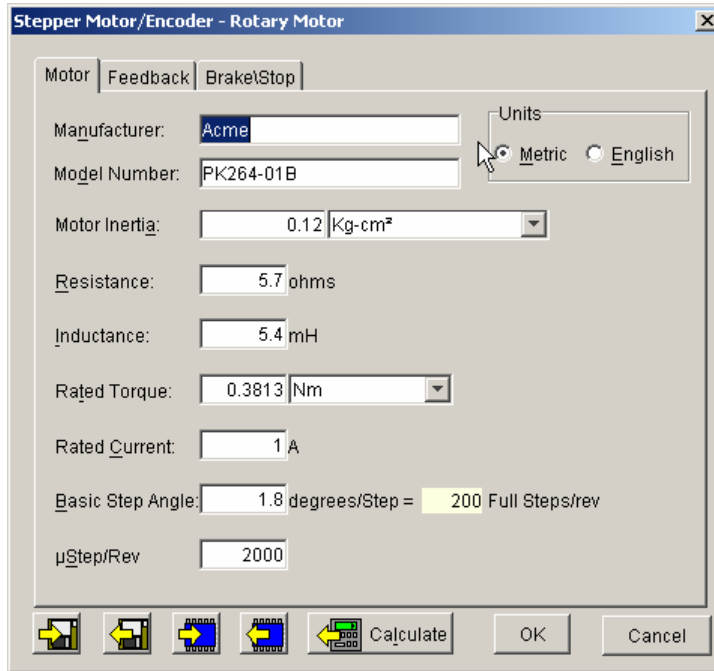 Stepper Motor/Encoder - Rotary Motor
Motor Feedback Brake\Stop
Units
Manufacturer: Acme
Metric English
Model Number: PK264-01B
Motor Inertia: 0.12 Kg-cm²
Resistance: 5.7 ohms
Inductance: 5.4 mH
Rated Torque: 0.3813 Nm
Rated Current: 1 A
Basic Step Angle: 1.8 degrees/Step = 200 Full Steps/rev
µStep/Rev 2000
Calculate OK Cancel